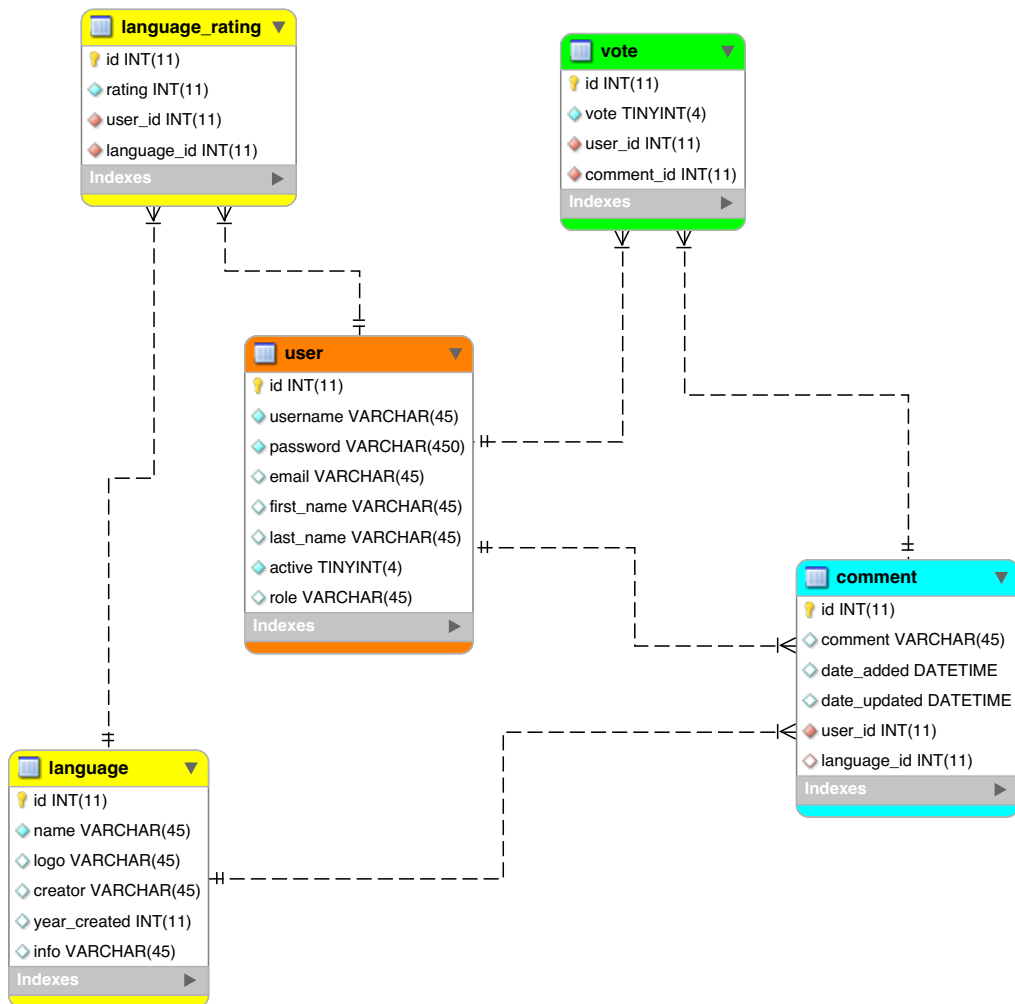 language_rating
id INT(11)
rating INT(11)
user_id INT(11)
language_id INT(11)
Indexes
vote
id INT(11)
vote TINYINT(4)
user_id INT(11)
comment_id INT(11)
Indexes
user
id INT(11)
username VARCHAR(45)
password VARCHAR(450)
email VARCHAR(45)
first_name VARCHAR(45)
last_name VARCHAR(45)
active TINYINT(4)
role VARCHAR(45)
Indexes
comment
id INT(11)
comment VARCHAR(45)
date_added DATETIME
date_updated DATETIME
user_id INT(11)
language_id INT(11)
Indexes
language
id INT(11)
name VARCHAR(45)
logo VARCHAR(45)
creator VARCHAR(45)
year_created INT(11)
info VARCHAR(45)
Indexes